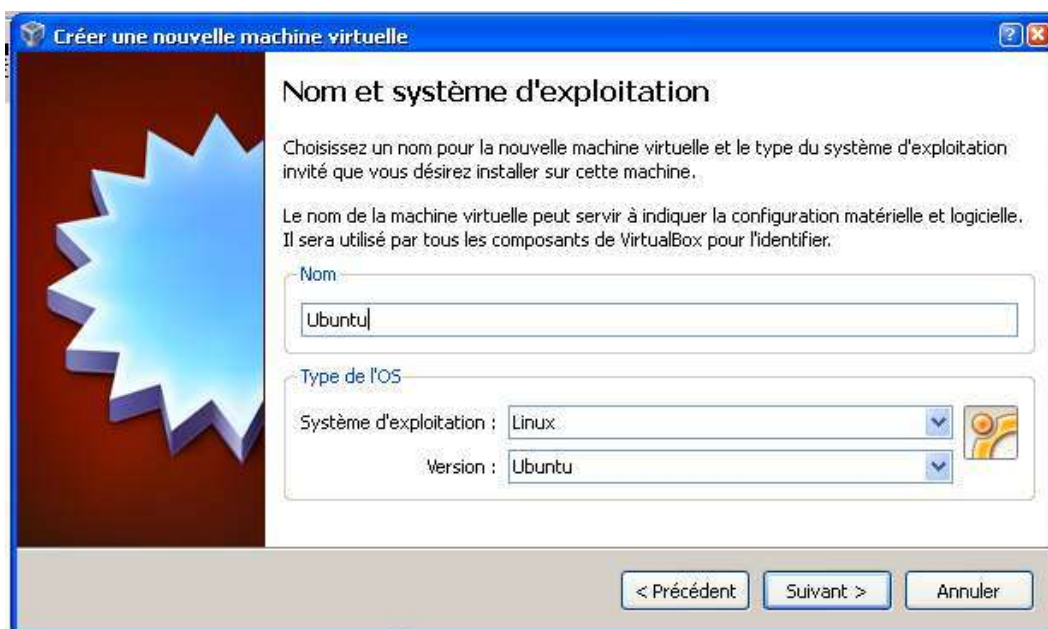 Créer une nouvelle machine virtuelle
Nom et système d'exploitation
Choisissez un nom pour la nouvelle machine virtuelle et le type du système d'exploitation
invité que vous désirez installer sur cette machine.
Le nom de la machine virtuelle peut servir à indiquer la configuration matérielle et logicielle.
Il sera utilisé par tous les composants de VirtualBox pour l'identifier.
Nom
Ubuntu
Type de l'OS
Système d'exploitation : Linux
Version : Ubuntu
< Précédent Suivant > Annuler